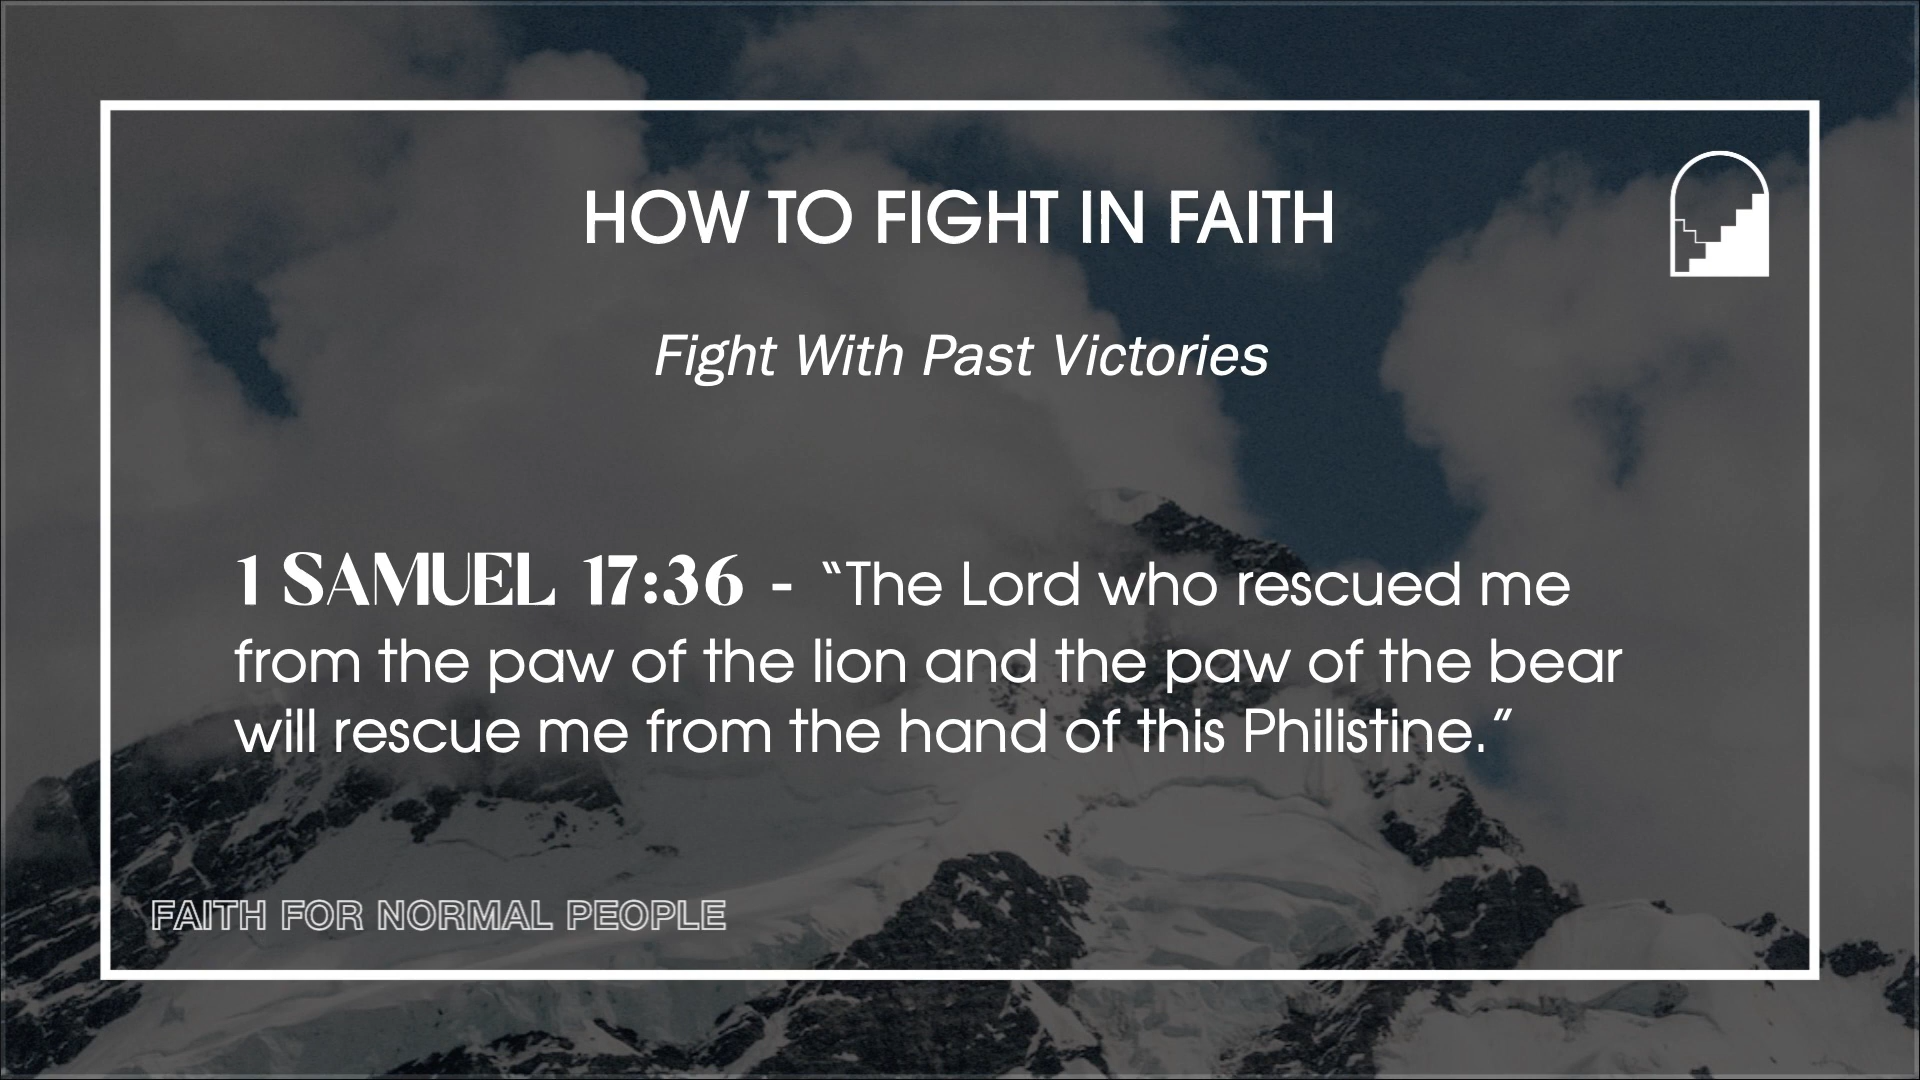 HOW TO FIGHT IN FAITH
Fight With Past Victories
1 SAMUEL 17:36 - “The Lord who rescued me
from the paw of the lion and the paw of the bear
will rescue me from the hand of this Philistine.”
FAITH FOR NORMAL PEOPLE